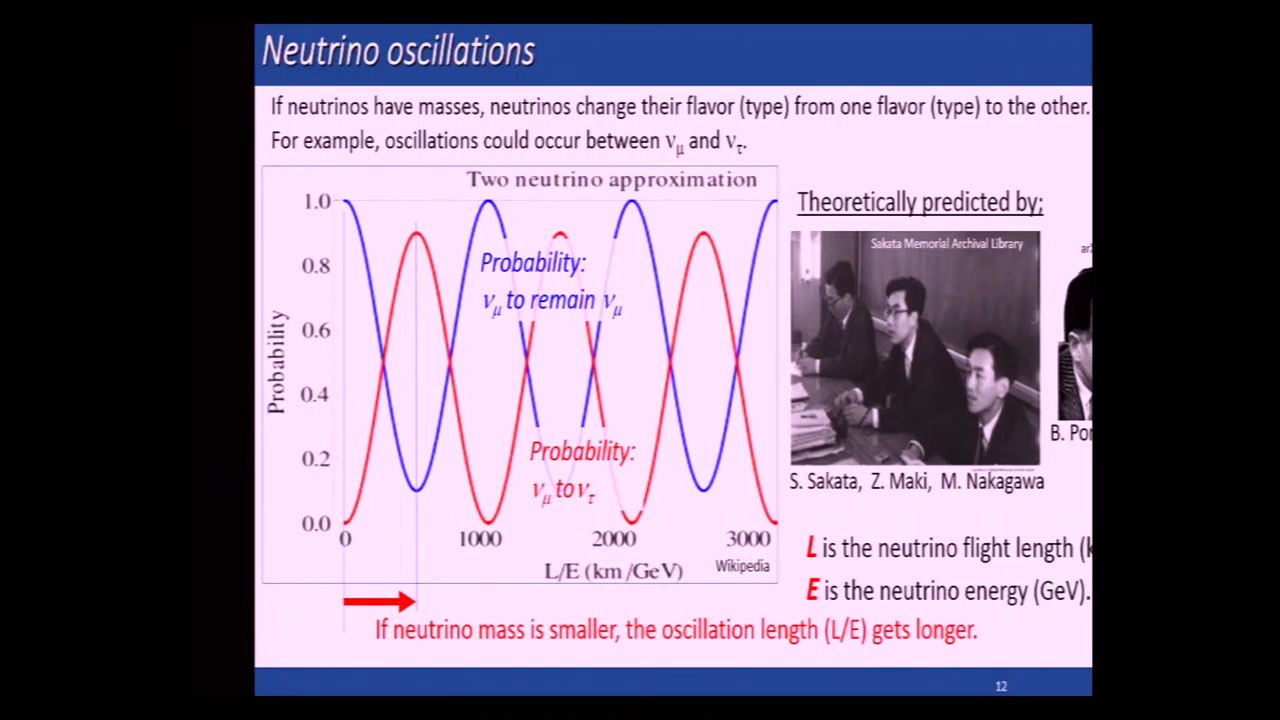 Neutrino oscillations
If neutrinos have masses, neutrinos change their flavor (type) from one flavor (type) to the other.
For example, oscillations could occur between νμ and ντ.
Two neutrino approximation
1.0
0.8
0.6
0.4
0.2
0.0
Probability
Probability:
νμ to remain νμ
Probability:
νμ to ντ
0 1000 2000 3000
L/E (km/GeV)
Wikipedia
Theoretically predicted by;
Sakata Memorial Archival Library
S. Sakata, Z. Maki, M. Nakagawa
B.
L is the neutrino flight length
E is the neutrino energy (GeV).
If neutrino mass is smaller, the oscillation length (L/E) gets longer.
12